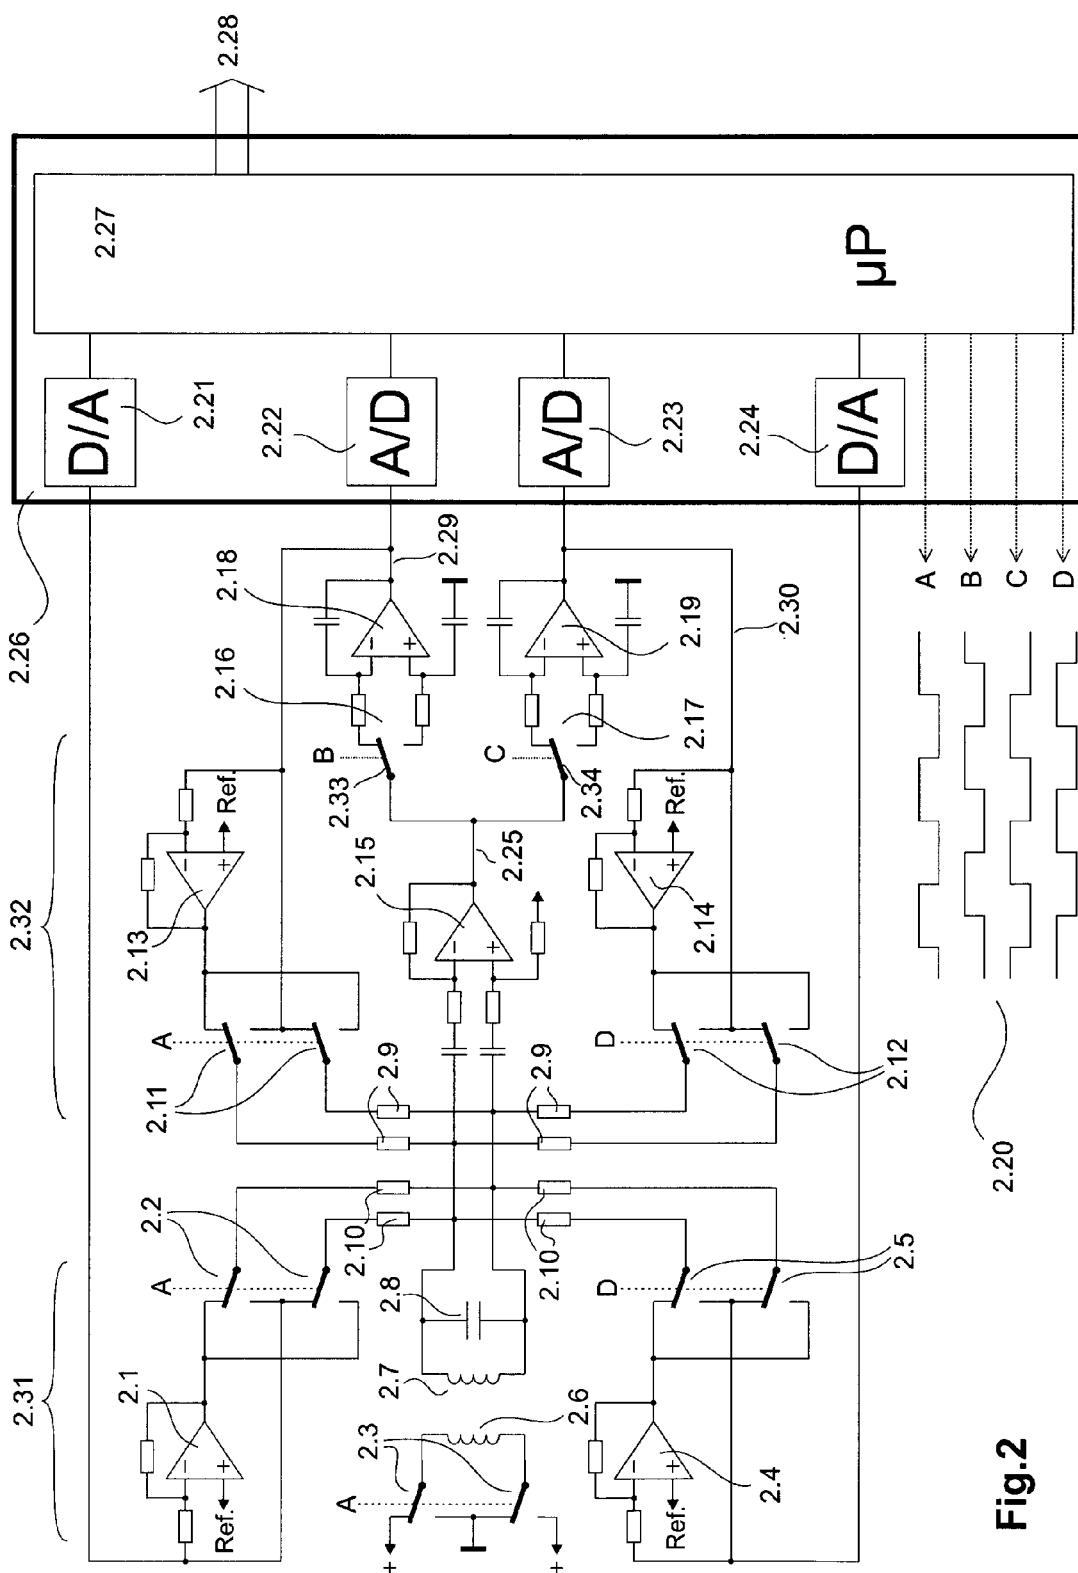 2.28
2.27
µP
D/A
2.21
A/D
2.22
A/D
2.23
D/A
2.24
2.26
A
B
C
D
2.29
2.18
2.16
B
2.33
2.19
2.30
2.17
C
2.34
2.32
2.13
Ref.
2.15
2.25
2.14
Ref.
A
2.11
2.9
2.9
D
2.12
2.20
2.2
A
2.10
2.10
2.8
2.7
D
2.5
2.31
2.1
Ref.
2.3
2.6
A
+
+
2.4
Ref.
−
+
−
+
−
+
−
+
−
+
−
+
−
+
Fig.2